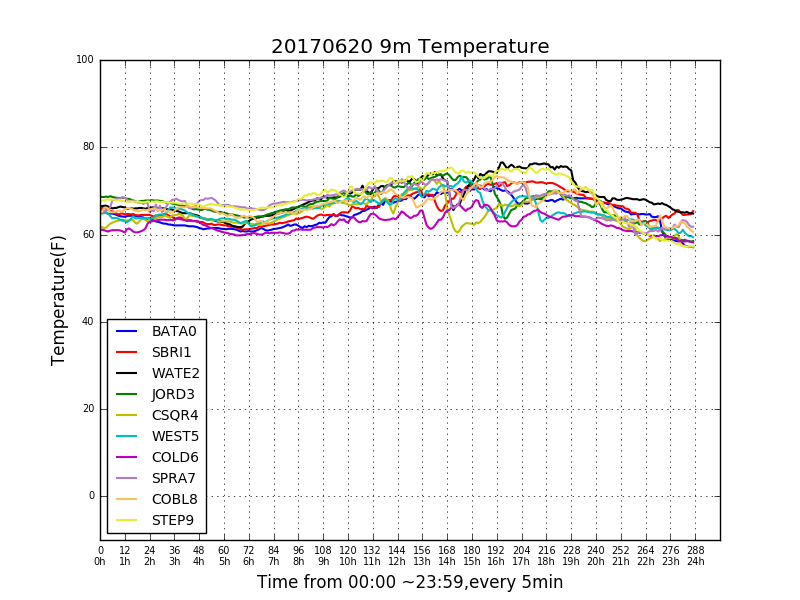 20170620 9m Temperature
Temperature(F)
100
80
60
40
20
0
BATA0
SBRI1
WATE2
JORD3
CSQR4
WEST5
COLD6
SPRA7
COBL8
STEP9
0 12 24 36 48 60 72 84 96 108 120 132 144 156 168 180 192 204 216 228 240 252 264 276 288
0h 1h 2h 3h 4h 5h 6h 7h 8h 9h 10h 11h 12h 13h 14h 15h 16h 17h 18h 19h 20h 21h 22h 23h 24h
Time from 00:00 ~23:59,every 5min